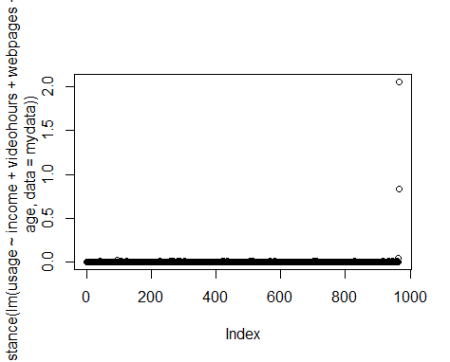 stance(lm(usage ~ income + videohours + webpages +
age, data = mydata))
2.0
1.5
1.0
0.5
0.0
0 200 400 600 800 1000
Index